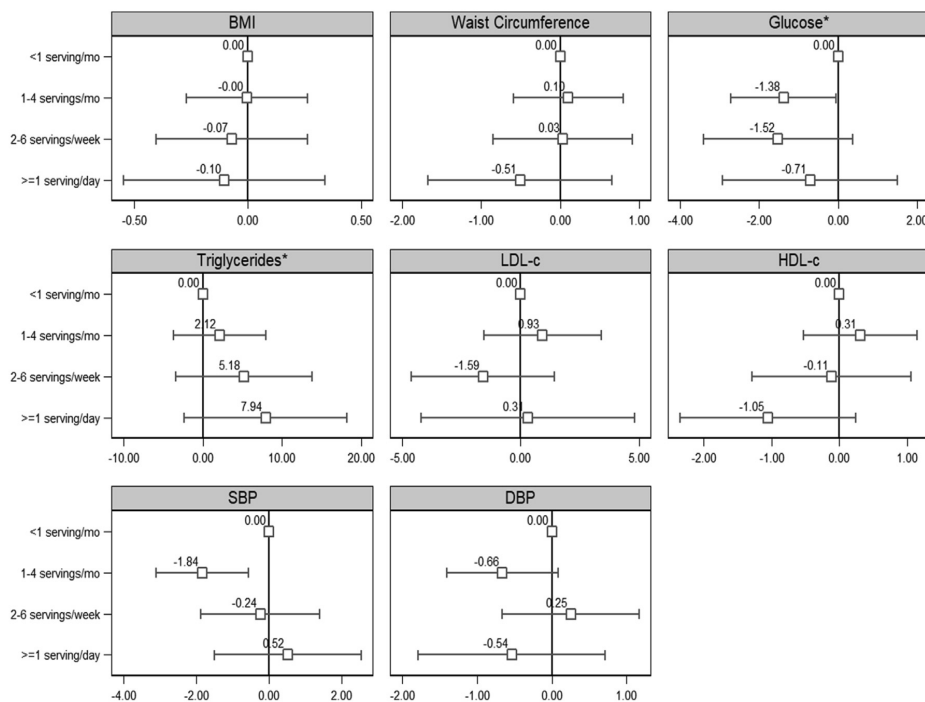 BMI Waist Circumference Glucose*
<1 serving/mo 0.00 0.00 0.00
1-4 servings/mo -0.00 0.10 -1.38
2-6 servings/week -0.07 0.03 -1.52
>=1 serving/day -0.10 -0.51 -0.71
-0.50 0.00 0.50 -2.00 -1.00 0.00 1.00 -4.00 -2.00 0.00 2.00
Triglycerides* LDL-c HDL-c
<1 serving/mo 0.00 0.00 0.00
1-4 servings/mo 2.12 0.93 0.31
2-6 servings/week 5.18 -1.59 -0.11
>=1 serving/day 7.94 0.31 -1.05
-10.00 0.00 10.00 20.00 -5.00 0.00 5.00 -2.00 -1.00 0.00 1.00
SBP DBP
<1 serving/mo 0.00 0.00
1-4 servings/mo -1.84 -0.66
2-6 servings/week -0.24 0.25
>=1 serving/day 0.52 -0.54
-4.00 -2.00 0.00 2.00 -2.00 -1.00 0.00 1.00